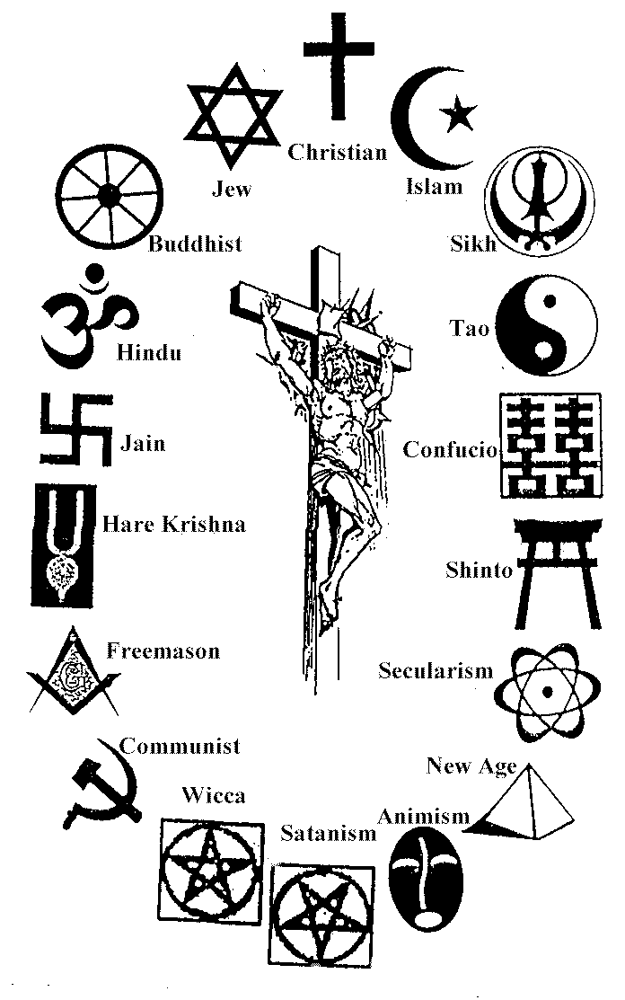 Christian
Jew
Islam
Buddhist
Sikh
Hindu
Tao
Jain
Confucio
Hare Krishna
Shinto
Freemason
G
Secularism
Communist
New Age
Wicca
Animism
Satanism